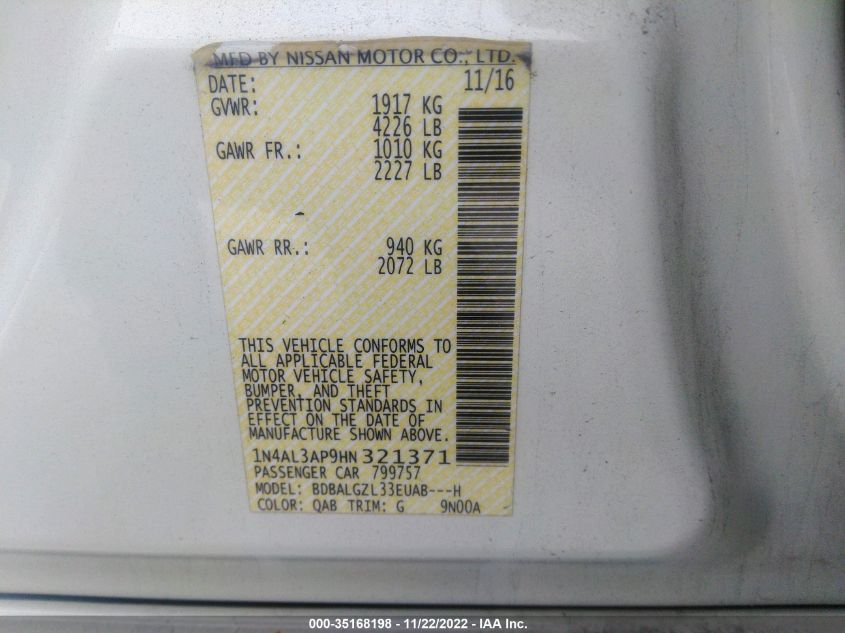 MFD BY NISSAN MOTOR CO., LTD.
DATE: 11/16
GVWR: 1917 KG
4226 LB
GAWR FR.: 1010 KG
2227 LB
GAWR RR.: 940 KG
2072 LB
THIS VEHICLE CONFORMS TO
ALL APPLICABLE FEDERAL
MOTOR VEHICLE SAFETY,
BUMPER, AND THEFT
PREVENTION STANDARDS IN
EFFECT ON THE DATE OF
MANUFACTURE SHOWN ABOVE.
1N4AL3AP9HN321371
PASSENGER CAR 799757
MODEL: BDBALGZL33EUAB---H
COLOR: QAB TRIM: G 9N00A
000-35168198 - 11/22/2022 - IAA Inc.